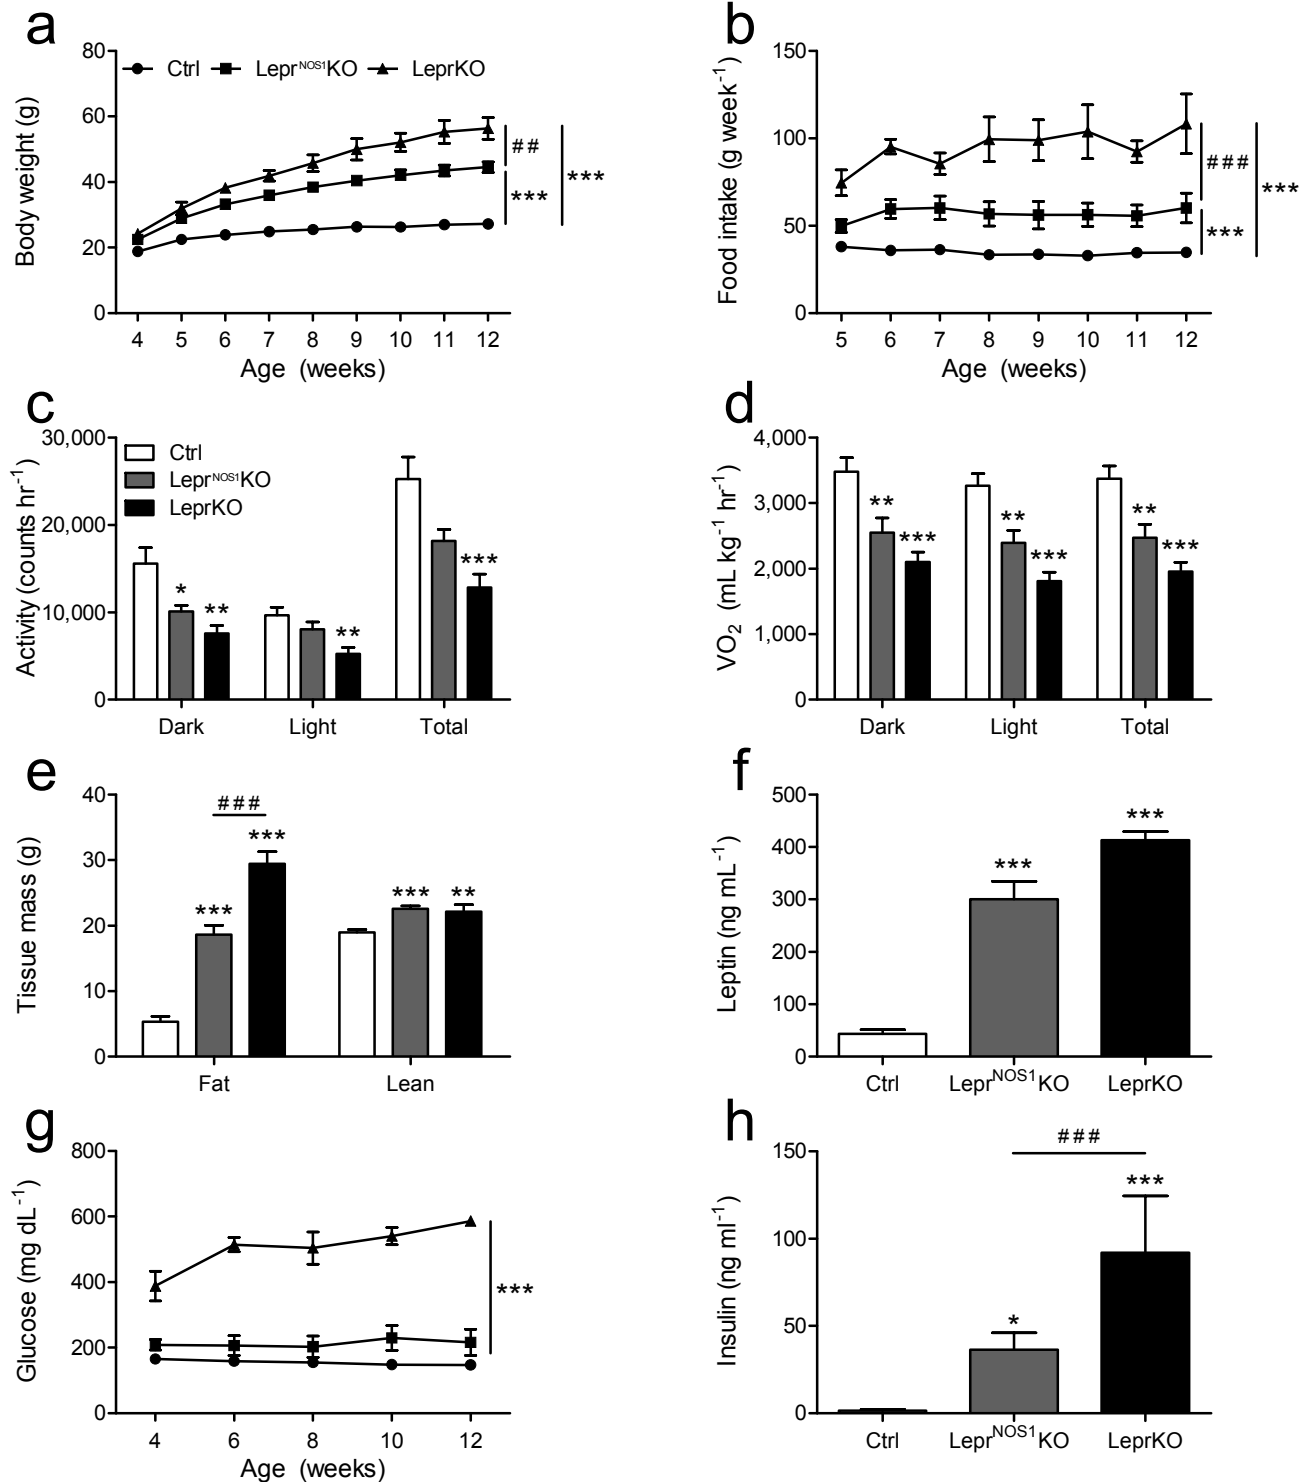 a
80
60
40
20
0
Body weight (g)
Ctrl Lepr^NOS1KO LeprKO
##
***
***
4 5 6 7 8 9 10 11 12
Age (weeks)
b
150
100
50
0
Food intake (g week⁻¹)
###
***
***
5 6 7 8 9 10 11 12
Age (weeks)
c
30,000
20,000
10,000
0
Activity (counts hr⁻¹)
Ctrl
Lepr^NOS1KO
LeprKO
* ** ** ***
Dark Light Total
d
4,000
3,000
2,000
1,000
0
VO₂ (mL kg⁻¹ hr⁻¹)
** *** ** *** ** ***
Dark Light Total
e
40
30
20
10
0
Tissue mass (g)
###
*** *** *** **
Fat Lean
f
500
400
300
200
100
0
Leptin (ng mL⁻¹)
*** ***
Ctrl Lepr^NOS1KO LeprKO
g
800
600
400
200
0
Glucose (mg dL⁻¹)
***
4 6 8 10 12
Age (weeks)
h
150
100
50
0
Insulin (ng ml⁻¹)
###
* ***
Ctrl Lepr^NOS1KO LeprKO